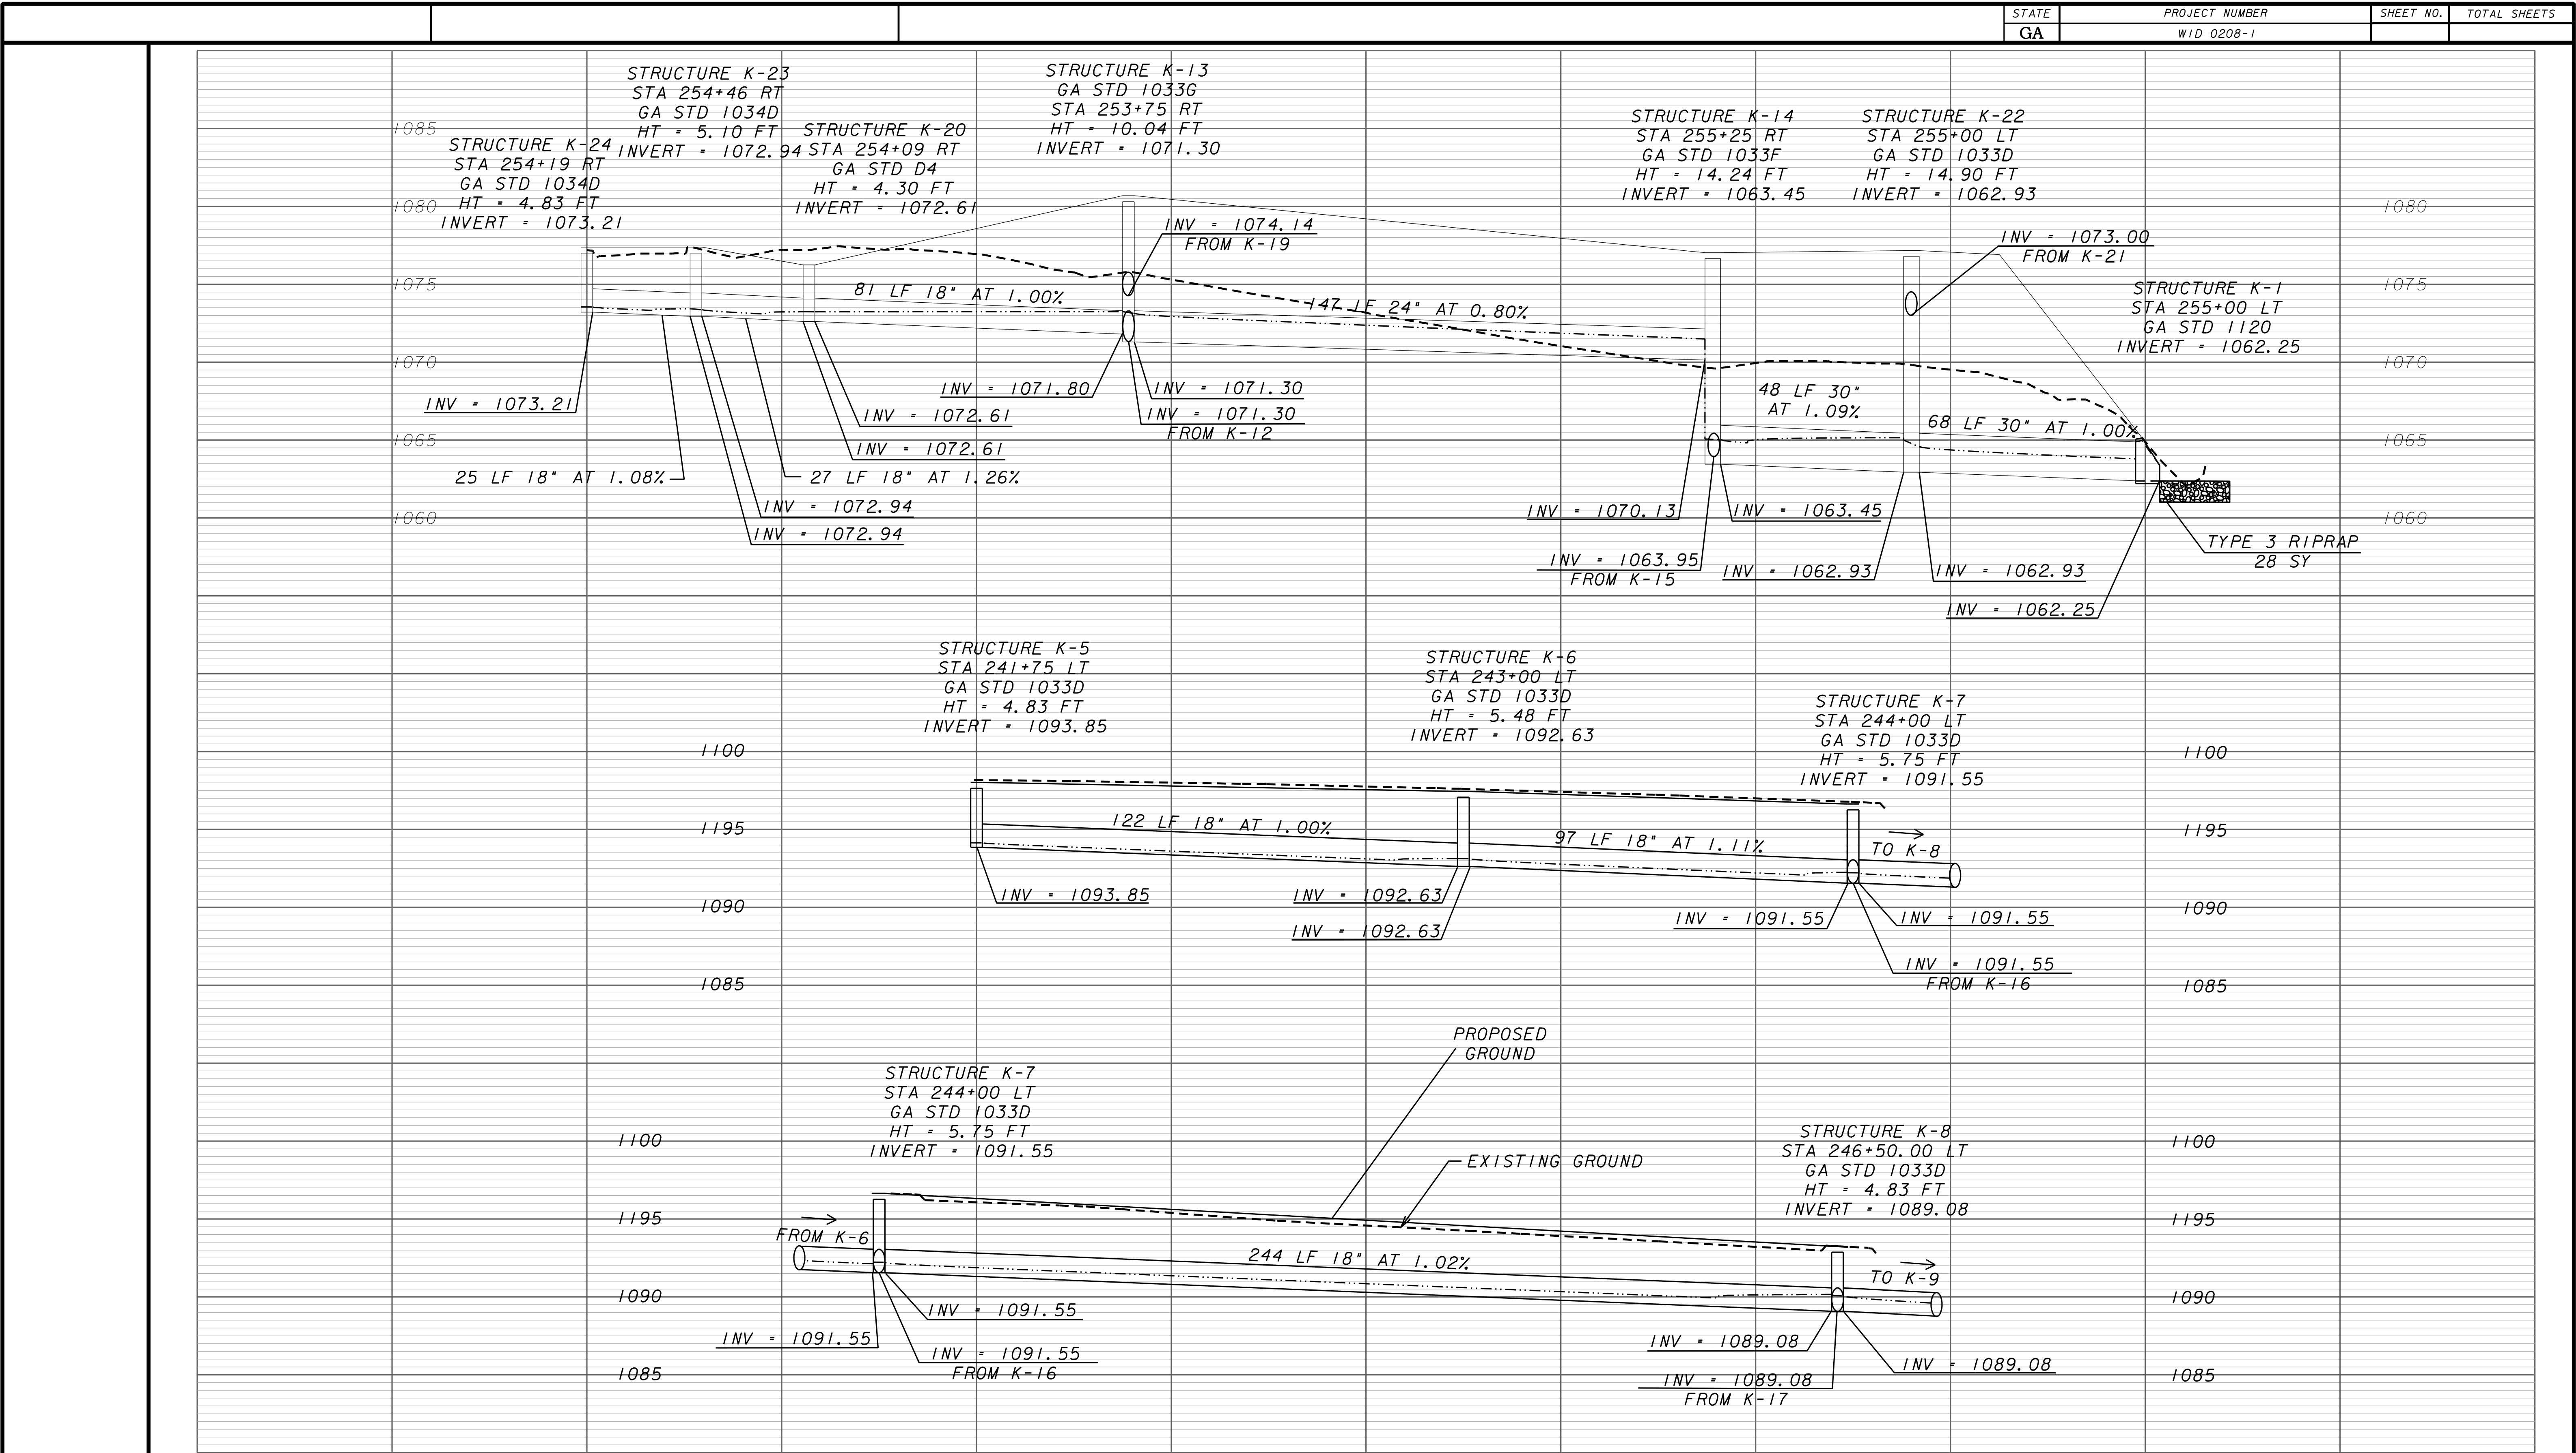 STATE
PROJECT NUMBER
SHEET NO.
TOTAL SHEETS
GA
WID 0208-1
STRUCTURE K-24
STA 254+19 RT
GA STD 1034D
HT = 4.83 FT
INVERT = 1073.21
STRUCTURE K-23
STA 254+46 RT
GA STD 1034D
HT = 5.10 FT
INVERT = 1072.94
STRUCTURE K-20
STA 254+09 RT
GA STD D4
HT = 4.30 FT
INVERT = 1072.61
STRUCTURE K-13
GA STD 1033G
STA 253+75 RT
HT = 10.04 FT
INVERT = 1071.30
STRUCTURE K-14
STA 255+25 RT
GA STD 1033F
HT = 14.24 FT
INVERT = 1063.45
STRUCTURE K-22
STA 255+00 LT
GA STD 1033D
HT = 14.90 FT
INVERT = 1062.93
STRUCTURE K-1
STA 255+00 LT
GA STD 1120
INVERT = 1062.25
1085
1080
1075
1070
1065
1060
1080
1075
1070
1065
1060
INV = 1074.14
FROM K-19
INV = 1073.00
FROM K-21
81 LF 18" AT 1.00%
147 LF 24" AT 0.80%
48 LF 30"
AT 1.09%
68 LF 30" AT 1.00%
INV = 1073.21
INV = 1071.80
INV = 1071.30
INV = 1071.30
FROM K-12
INV = 1072.61
INV = 1072.61
25 LF 18" AT 1.08%
27 LF 18" AT 1.26%
INV = 1072.94
INV = 1072.94
INV = 1070.13
INV = 1063.45
INV = 1063.95
FROM K-15
INV = 1062.93
INV = 1062.93
INV = 1062.25
TYPE 3 RIPRAP
28 SY
STRUCTURE K-5
STA 241+75 LT
GA STD 1033D
HT = 4.83 FT
INVERT = 1093.85
STRUCTURE K-6
STA 243+00 LT
GA STD 1033D
HT = 5.48 FT
INVERT = 1092.63
STRUCTURE K-7
STA 244+00 LT
GA STD 1033D
HT = 5.75 FT
INVERT = 1091.55
1100
1195
1090
1085
1100
1195
1090
1085
122 LF 18" AT 1.00%
97 LF 18" AT 1.11%
TO K-8
INV = 1093.85
INV = 1092.63
INV = 1092.63
INV = 1091.55
INV = 1091.55
INV = 1091.55
FROM K-16
PROPOSED
GROUND
EXISTING GROUND
STRUCTURE K-7
STA 244+00 LT
GA STD 1033D
HT = 5.75 FT
INVERT = 1091.55
STRUCTURE K-8
STA 246+50.00 LT
GA STD 1033D
HT = 4.83 FT
INVERT = 1089.08
1100
1195
1090
1085
1100
1195
1090
1085
FROM K-6
244 LF 18" AT 1.02%
TO K-9
INV = 1091.55
INV = 1091.55
INV = 1091.55
FROM K-16
INV = 1089.08
INV = 1089.08
INV = 1089.08
FROM K-17